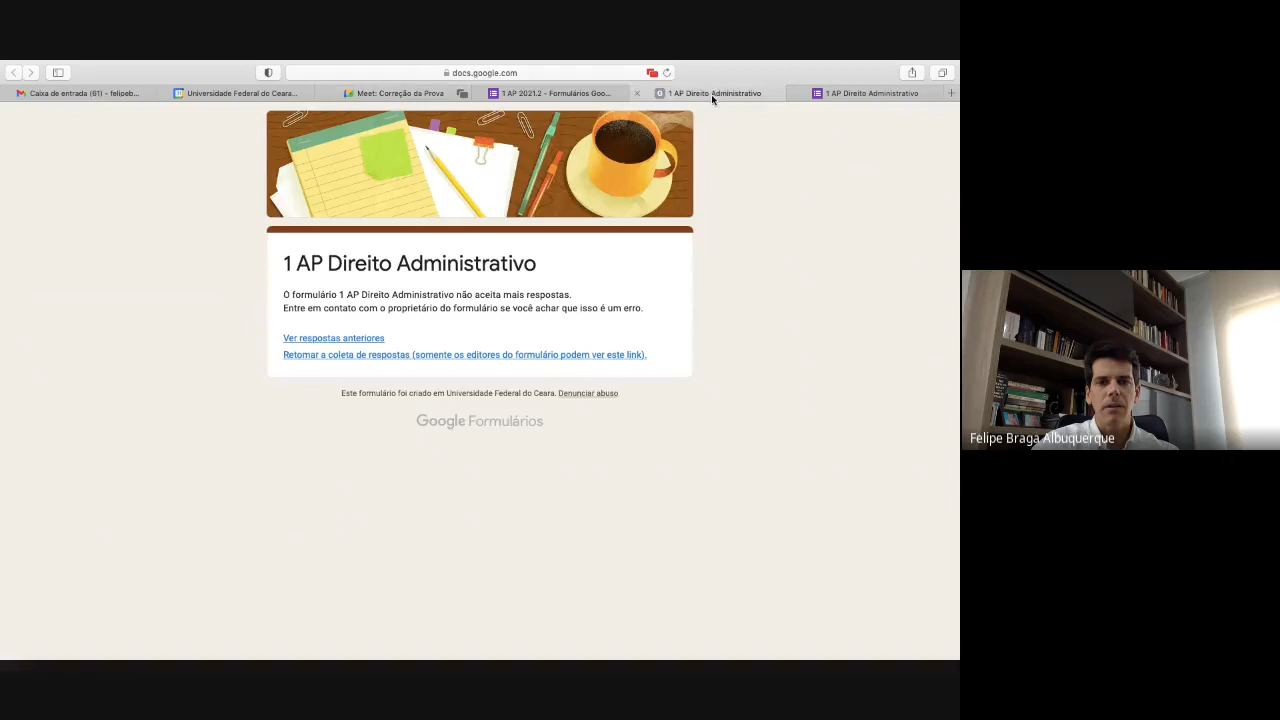 docs.google.com
Caixa de entrada (61) - felipeb...
Universidade Federal do Ceara...
Meet: Correção da Prova
1 AP 2021.2 - Formulários Goo...
G 1 AP Direito Administrativo
1 AP Direito Administrativo
1 AP Direito Administrativo
O formulário 1 AP Direito Administrativo não aceita mais respostas.
Entre em contato com o proprietário do formulário se você achar que isso é um erro.
Ver respostas anteriores
Retomar a coleta de respostas (somente os editores do formulário podem ver este link).
Este formulário foi criado em Universidade Federal do Ceara. Denunciar abuso
Google Formulários
Felipe Braga Albuquerque